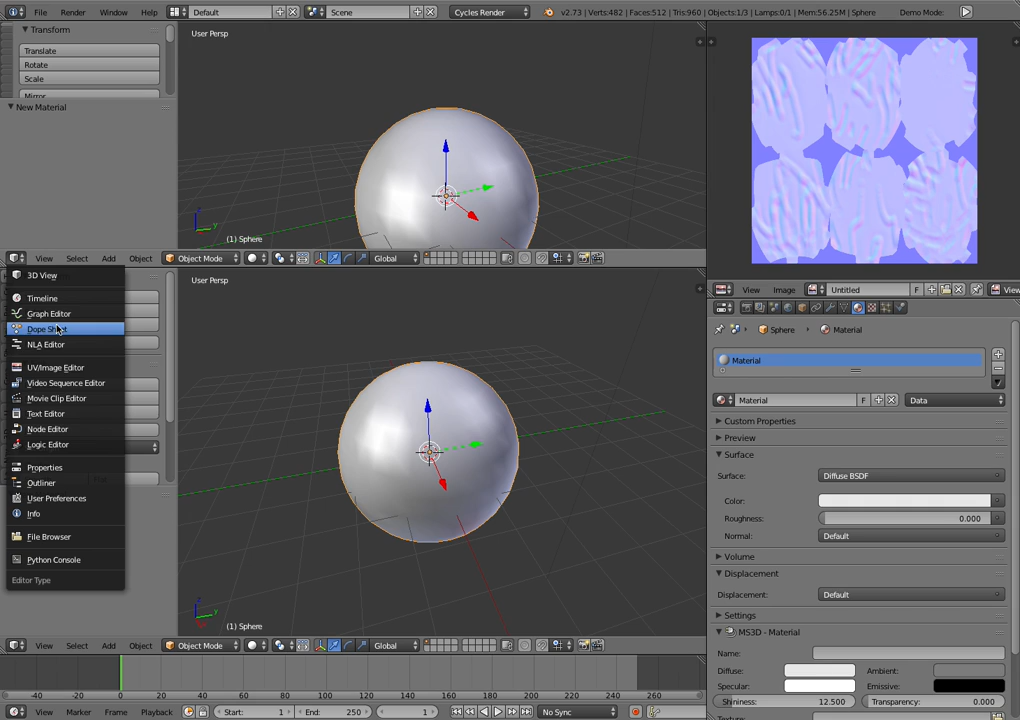 File Render Window Help Default Scene Cycles Render v2.73 | Verts:482 | Faces:512 | Tris:960 | Objects:1/3 | Lamps:0/1 | Mem:56.25M | Sphere Demo Mode:
Transform
Translate
Rotate
Scale
Mirror
New Material
User Persp
(1) Sphere
View Select Add Object Object Mode Global
3D View
Timeline
Graph Editor
Dope Sheet
NLA Editor
UV/Image Editor
Video Sequence Editor
Movie Clip Editor
Text Editor
Node Editor
Logic Editor
Properties
Outliner
User Preferences
Info
File Browser
Python Console
Editor Type
User Persp
(1) Sphere
View Select Add Object Object Mode Global
-40 -20 0 20 40 60 80 100 120 140 160 180 200 220 240 260
View Marker Frame Playback Start: 1 End: 250 1 No Sync
View Image Untitled F View
Sphere Material
Material
Material F Data
Custom Properties
Preview
Surface
Surface: Diffuse BSDF
Color:
Roughness: 0.000
Normal: Default
Volume
Displacement
Displacement: Default
Settings
MS3D - Material
Name:
Diffuse: Ambient:
Specular: Emissive:
Shininess: 12.500 Transparency: 0.000